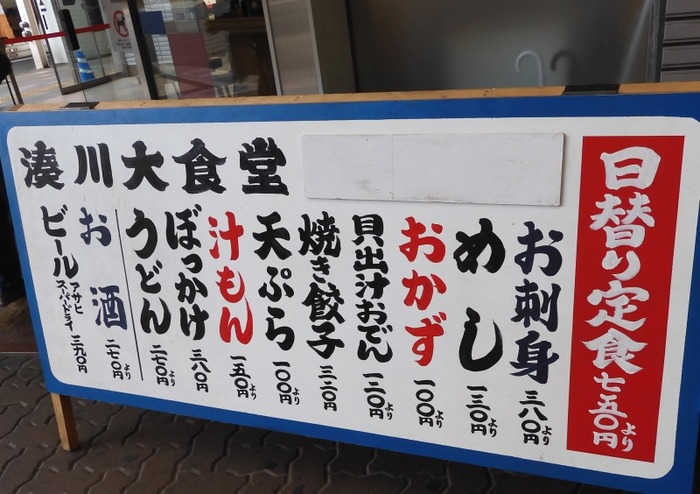 湊川大食堂
日替り定食 七五〇円より
お刺身 三八〇円より
めし 一三〇円より
おかず 一〇〇円より
貝出汁おでん 一二〇円より
焼き餃子 三二〇円
天ぷら 一〇〇円より
汁もん 一五〇円より
ぼっかけ 三八〇円
うどん 二七〇円より
お酒 二七〇円より
ビール アサヒスーパードライ 三九〇円